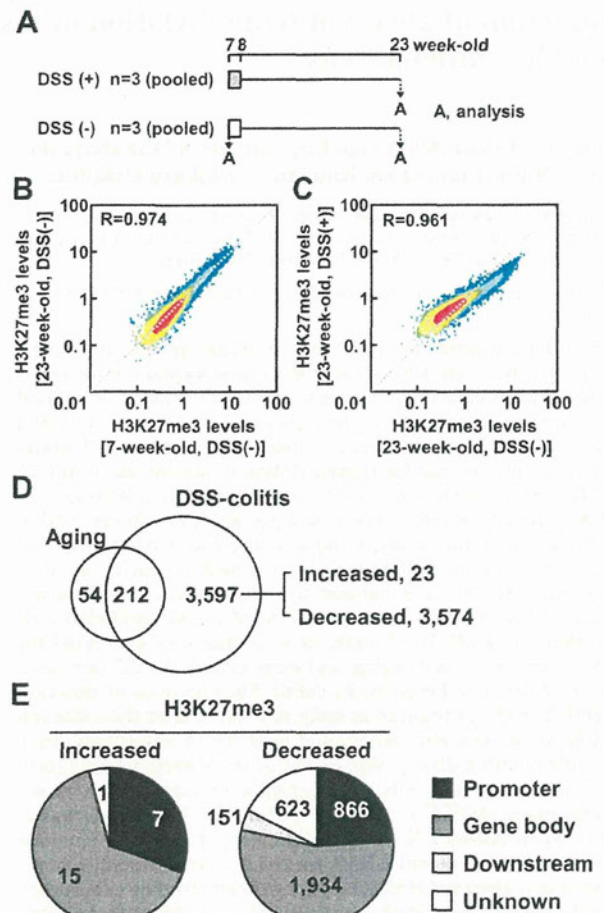 A
7 8 23 week-old
DSS (+) n=3 (pooled)
A A, analysis
DSS (-) n=3 (pooled)
A A
B
R=0.974
100
10
1
0.1
0.01 0.1 1 10 100
H3K27me3 levels
[23-week-old, DSS(-)]
H3K27me3 levels
[7-week-old, DSS(-)]
C
R=0.961
100
10
1
0.1
0.01 0.1 1 10 100
H3K27me3 levels
[23-week-old, DSS(+)]
H3K27me3 levels
[23-week-old, DSS(-)]
D
DSS-colitis
Aging
54 212 3,597
Increased, 23
Decreased, 3,574
E
H3K27me3
Increased
1
7
15
Decreased
623
866
151
1,934
Promoter
Gene body
Downstream
Unknown